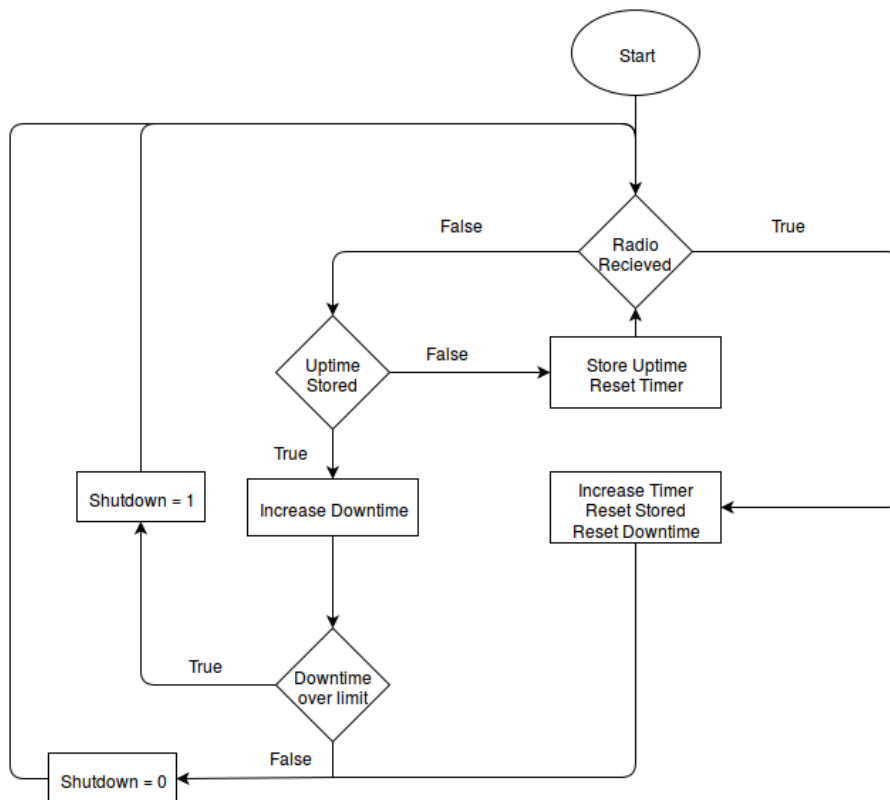 Start
False
True
Radio
Recieved
Uptime
Stored
False
Store Uptime
Reset Timer
True
Shutdown = 1
Increase Downtime
Increase Timer
Reset Stored
Reset Downtime
True
Downtime
over limit
False
Shutdown = 0